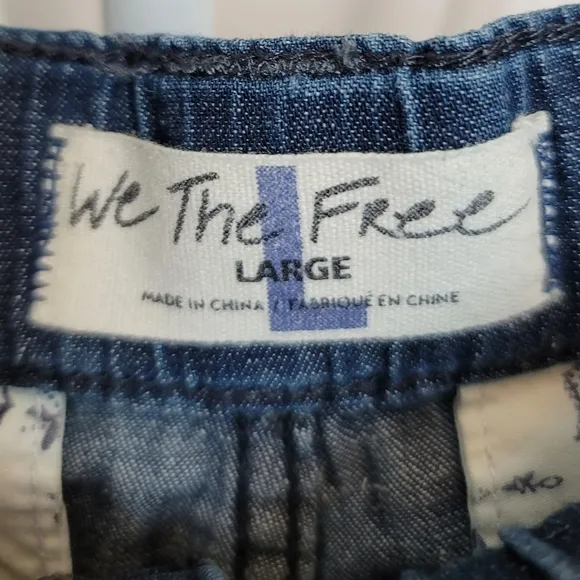 We The Free
L
LARGE
MADE IN CHINA / FABRIQUÉ EN CHINE